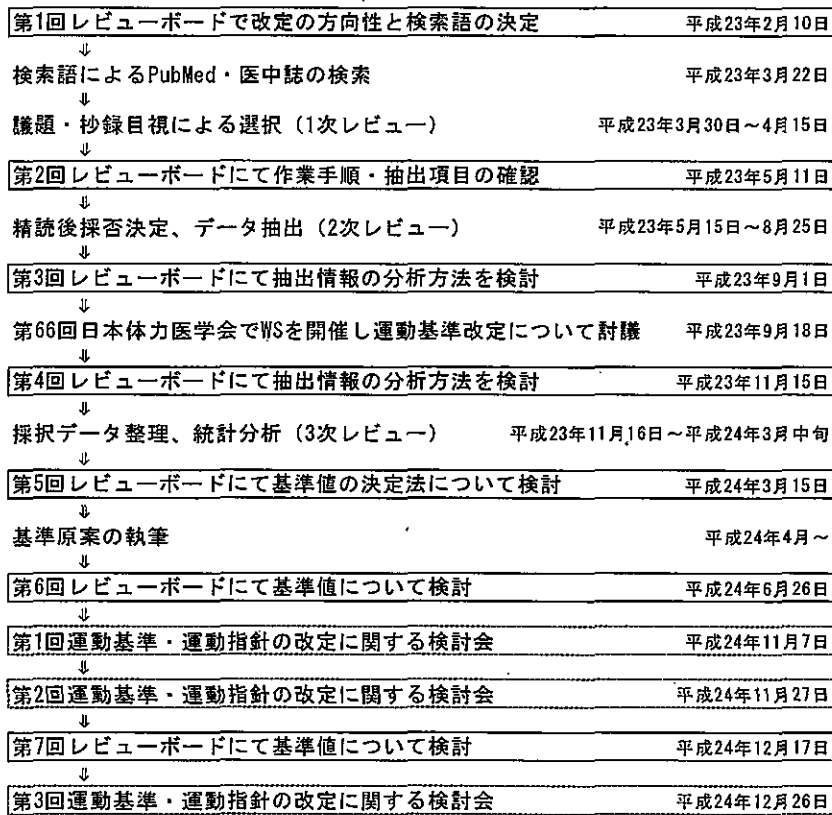 第1回レビューボードで改定の方向性と検索語の決定 平成23年2月10日
⇓
検索語によるPubMed・医中誌の検索 平成23年3月22日
⇓
議題・抄録目視による選択（1次レビュー） 平成23年3月30日～4月15日
⇓
第2回レビューボードにて作業手順・抽出項目の確認 平成23年5月11日
⇓
精読後採否決定、データ抽出（2次レビュー） 平成23年5月15日～8月25日
⇓
第3回レビューボードにて抽出情報の分析方法を検討 平成23年9月1日
⇓
第66回日本体力医学会でWSを開催し運動基準改定について討議 平成23年9月18日
⇓
第4回レビューボードにて抽出情報の分析方法を検討 平成23年11月15日
⇓
採択データ整理、統計分析（3次レビュー） 平成23年11月16日～平成24年3月中旬
⇓
第5回レビューボードにて基準値の決定法について検討 平成24年3月15日
⇓
基準原案の執筆 平成24年4月～
⇓
第6回レビューボードにて基準値について検討 平成24年6月26日
⇓
第1回運動基準・運動指針の改定に関する検討会 平成24年11月7日
⇓
第2回運動基準・運動指針の改定に関する検討会 平成24年11月27日
⇓
第7回レビューボードにて基準値について検討 平成24年12月17日
⇓
第3回運動基準・運動指針の改定に関する検討会 平成24年12月26日